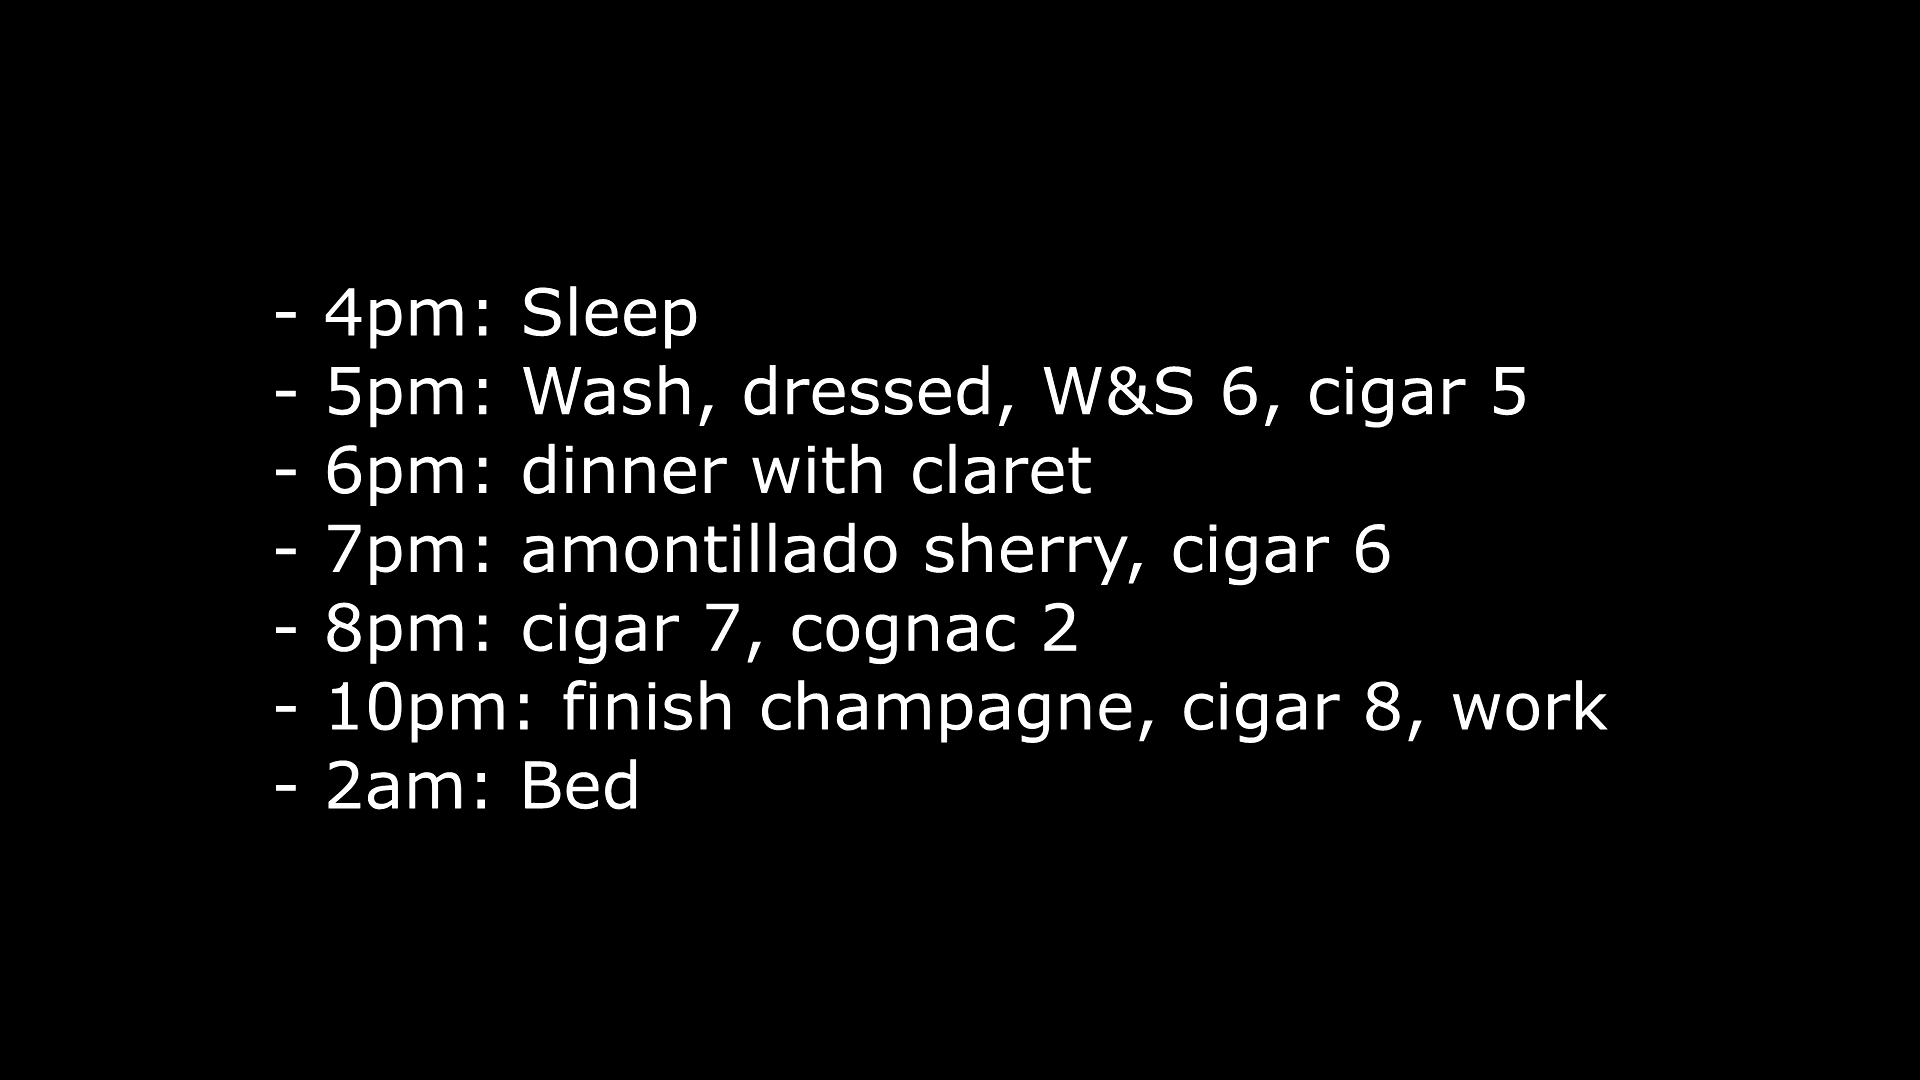 - 4pm: Sleep
- 5pm: Wash, dressed, W&S 6, cigar 5
- 6pm: dinner with claret
- 7pm: amontillado sherry, cigar 6
- 8pm: cigar 7, cognac 2
- 10pm: finish champagne, cigar 8, work
- 2am: Bed